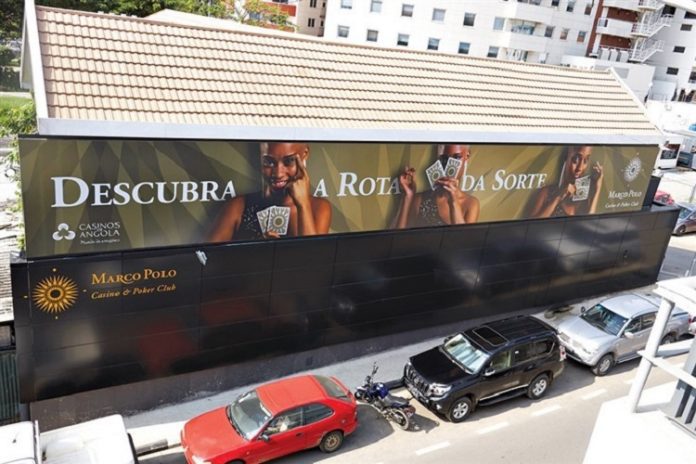 DESCUBRA A ROTA DA SORTE
CASINOS
ANGOLA
MARCO POLO
Casino & Poker Club
MARCO POLO
Casino & Poker Club